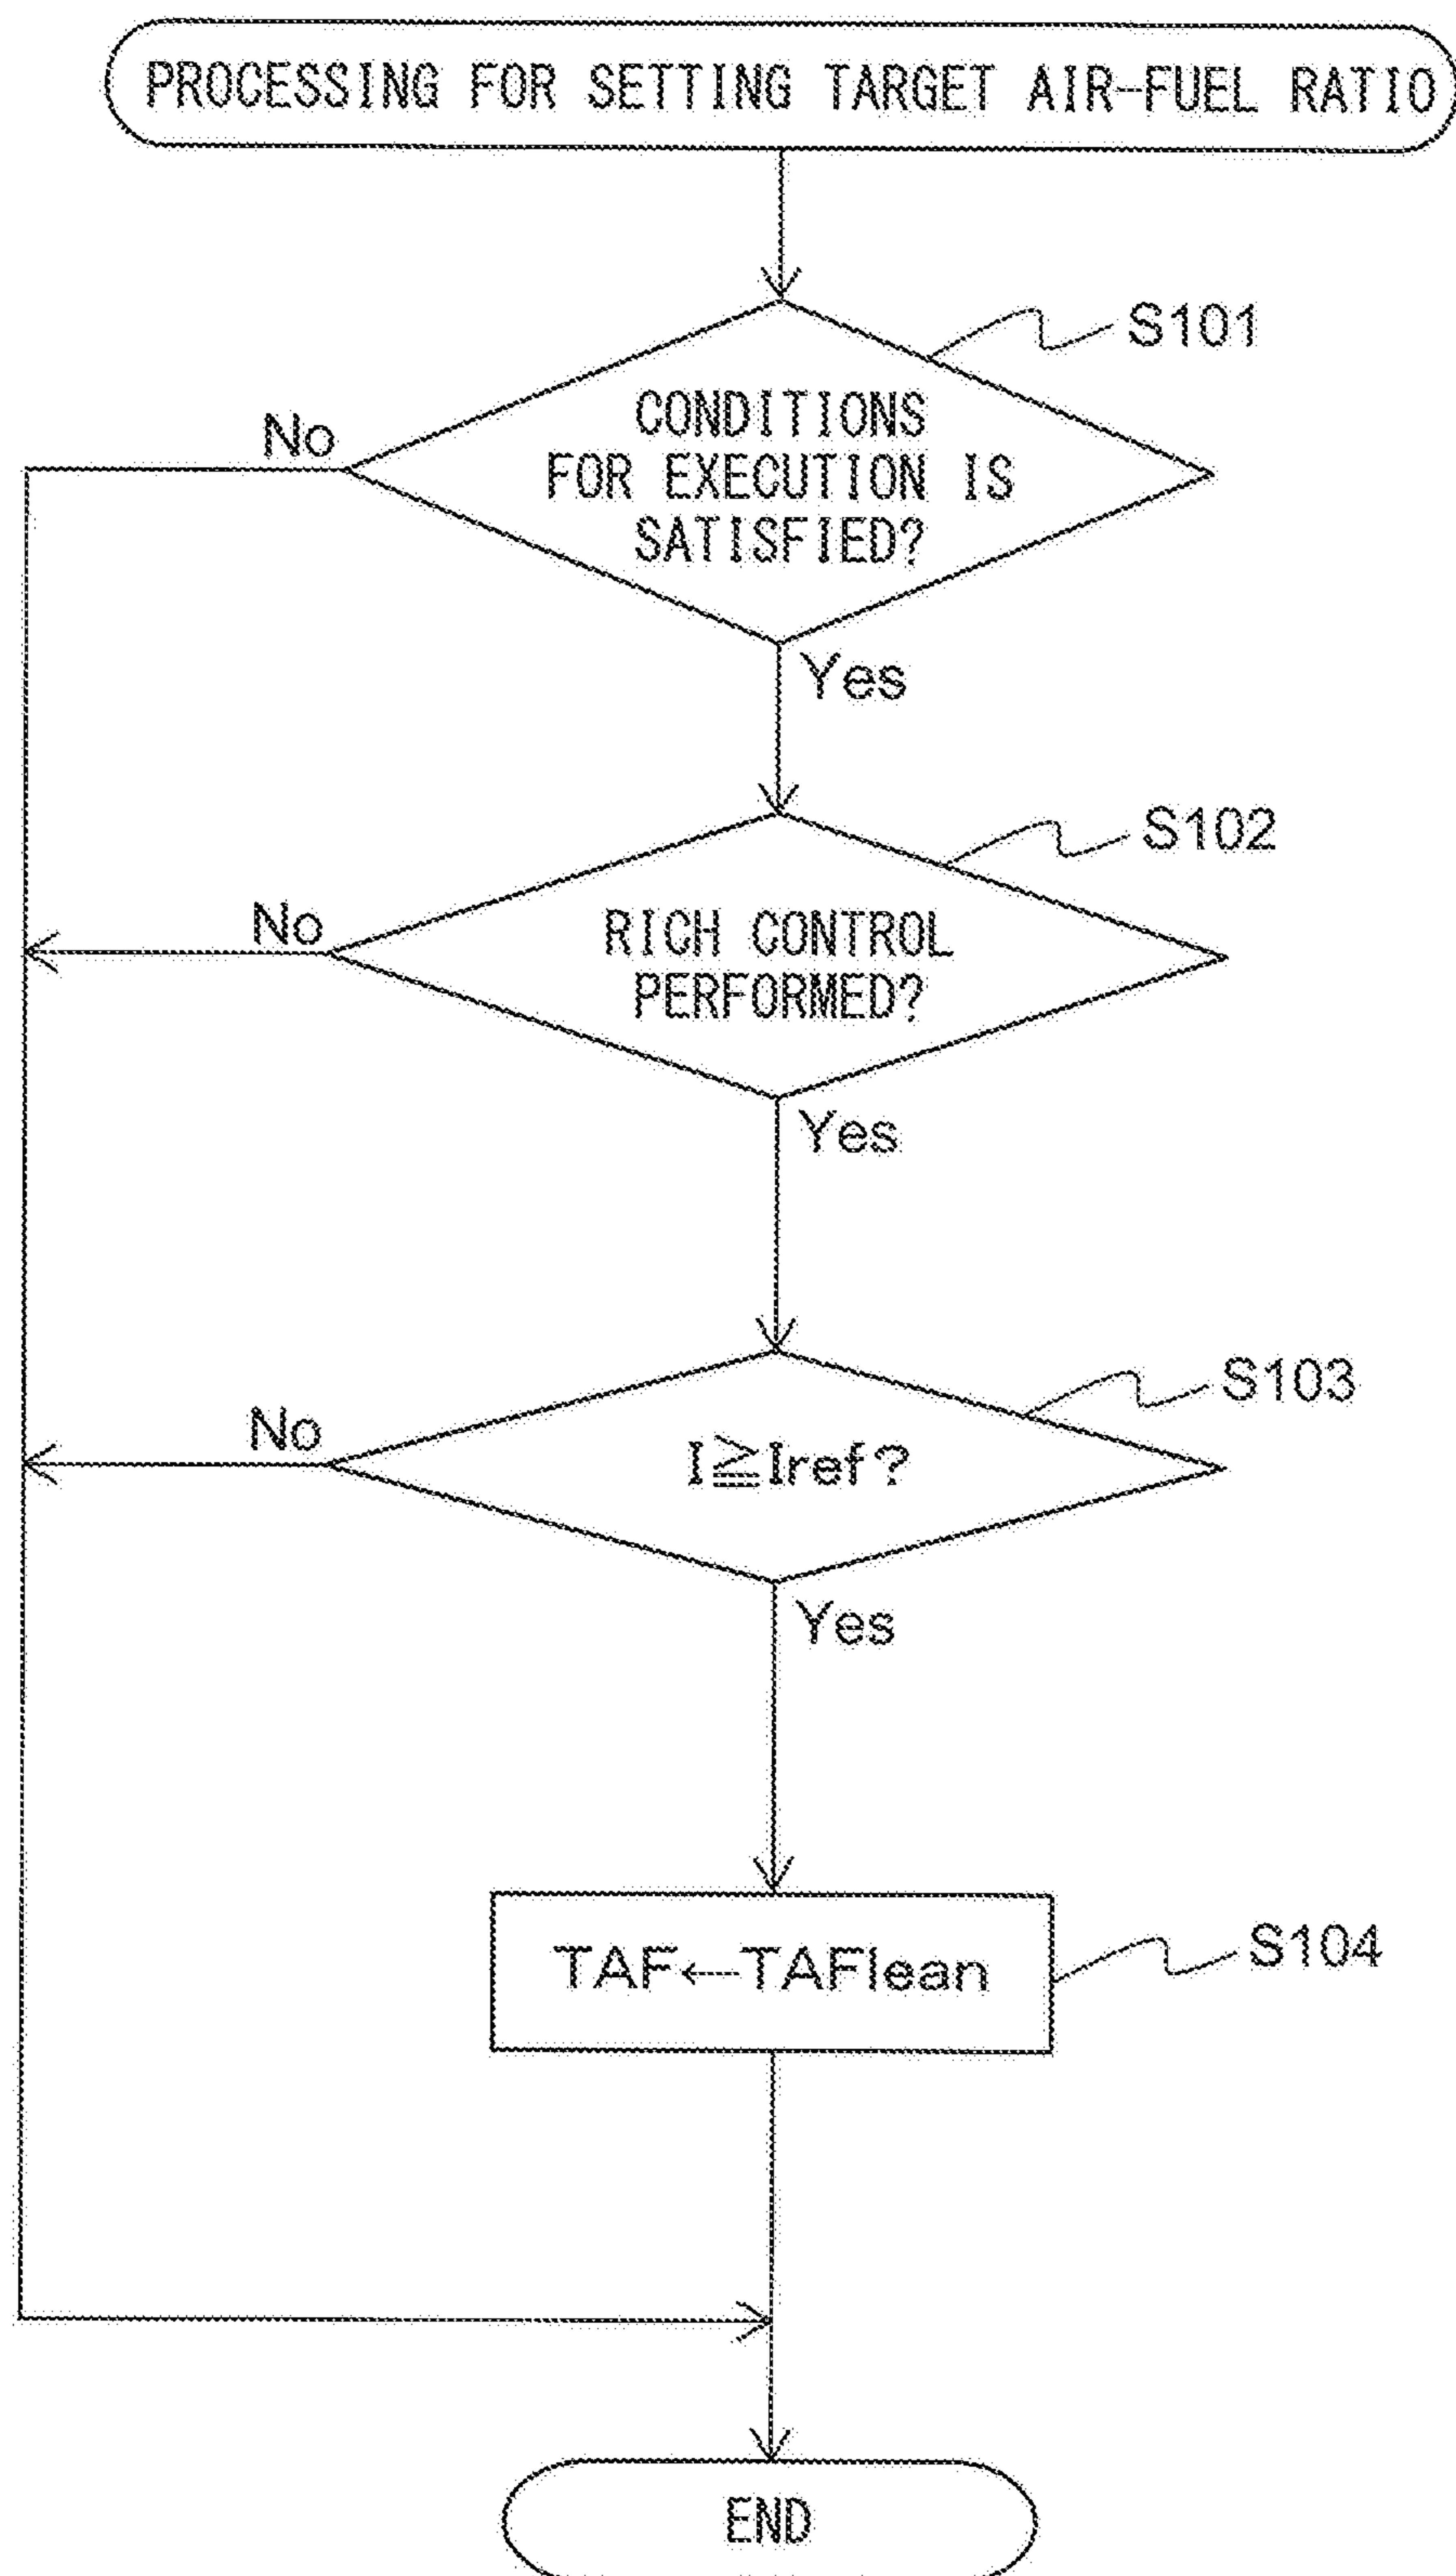 PROCESSING FOR SETTING TARGET AIR-FUEL RATIO
S101
CONDITIONS
FOR EXECUTION IS
SATISFIED?
No
Yes
S102
RICH CONTROL
PERFORMED?
No
Yes
S103
I≧Iref?
No
Yes
TAF←TAFlean
S104
END